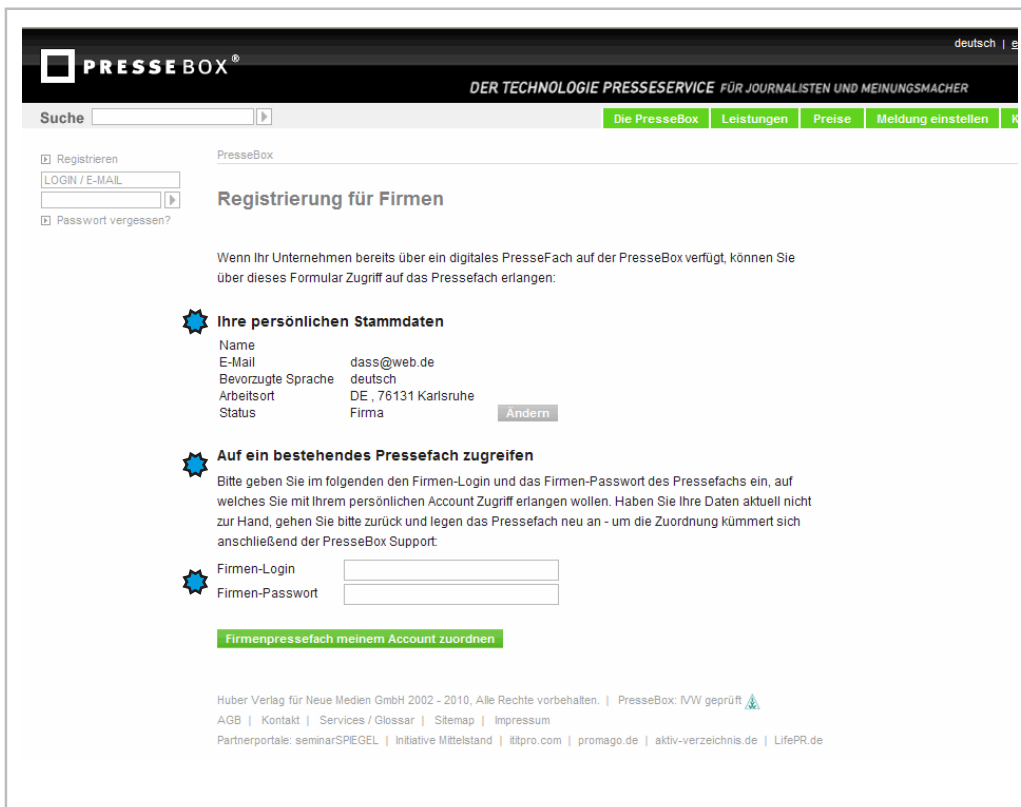 deutsch |
PRESSEBOX®
DER TECHNOLOGIE PRESSESERVICE FÜR JOURNALISTEN UND MEINUNGSMACHER
Suche
Die PresseBox Leistungen Preise Meldung einstellen
Registrieren
LOGIN / E-MAIL
Passwort vergessen?
PresseBox
Registrierung für Firmen
Wenn Ihr Unternehmen bereits über ein digitales PresseFach auf der PresseBox verfügt, können Sie
über dieses Formular Zugriff auf das Pressefach erlangen:
Ihre persönlichen Stammdaten
Name
E-Mail dass@web.de
Bevorzugte Sprache deutsch
Arbeitsort DE , 76131 Karlsruhe
Status Firma Ändern
Auf ein bestehendes Pressefach zugreifen
Bitte geben Sie im folgenden den Firmen-Login und das Firmen-Passwort des Pressefachs ein, auf
welches Sie mit Ihrem persönlichen Account Zugriff erlangen wollen. Haben Sie Ihre Daten aktuell nicht
zur Hand, gehen Sie bitte zurück und legen das Pressefach neu an - um die Zuordnung kümmert sich
anschließend der PresseBox Support:
Firmen-Login
Firmen-Passwort
Firmenpressefach meinem Account zuordnen
Huber Verlag für Neue Medien GmbH 2002 - 2010, Alle Rechte vorbehalten. | PresseBox: IVW geprüft
AGB | Kontakt | Services / Glossar | Sitemap | Impressum
Partnerportale: seminarSPIEGEL | Initiative Mittelstand | ititpro.com | promago.de | aktiv-verzeichnis.de | LifePR.de